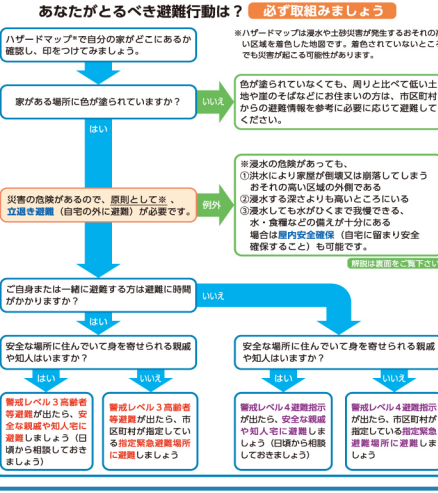 あなたがとるべき避難行動は？ 必ず取組みましょう
ハザードマップ※で自分の家がどこにあるか
確認し、印をつけてみましょう。
※ハザードマップは浸水や土砂災害が発生するおそれの高
い区域を着色した地図です。着色されていないところ
でも災害が起こる可能性があります。
家がある場所に色が塗られていますか？
いいえ
色が塗られていなくても、周りと比べて低い土
地や崖のそばなどにお住まいの方は、市区町村
からの避難情報を参考に必要に応じて避難して
ください。
はい
災害の危険があるので、原則として※、
立退き避難（自宅の外に避難）が必要です。
例外
※浸水の危険があっても、
①洪水により家屋が倒壊又は崩落してしまう
おそれの高い区域の外側である
②浸水する深さよりも高いところにいる
③浸水しても水がひくまで我慢できる、
水・食糧などの備えが十分にある
場合は屋内安全確保（自宅に留まり安全
確保すること）も可能です。
解説は裏面をご覧下さい
ご自身または一緒に避難する方は避難に時間
がかかりますか？
いいえ
はい
安全な場所に住んでいて身を寄せられる親戚
や知人はいますか？
安全な場所に住んでいて身を寄せられる親戚
や知人はいますか？
はい
いいえ
はい
いいえ
警戒レベル３高齢者
等避難が出たら、安
全な親戚や知人宅に
避難しましょう（日
頃から相談しておき
ましょう）
警戒レベル３高齢者
等避難が出たら、市
区町村が指定してい
る指定緊急避難場所
に避難しましょう
警戒レベル４避難指示
が出たら、安全な親戚
や知人宅に避難しま
しょう（日頃から相談
しておきましょう）
警戒レベル４避難指示
が出たら、市区町村が
指定している指定緊急
避難場所に避難しま
しょう